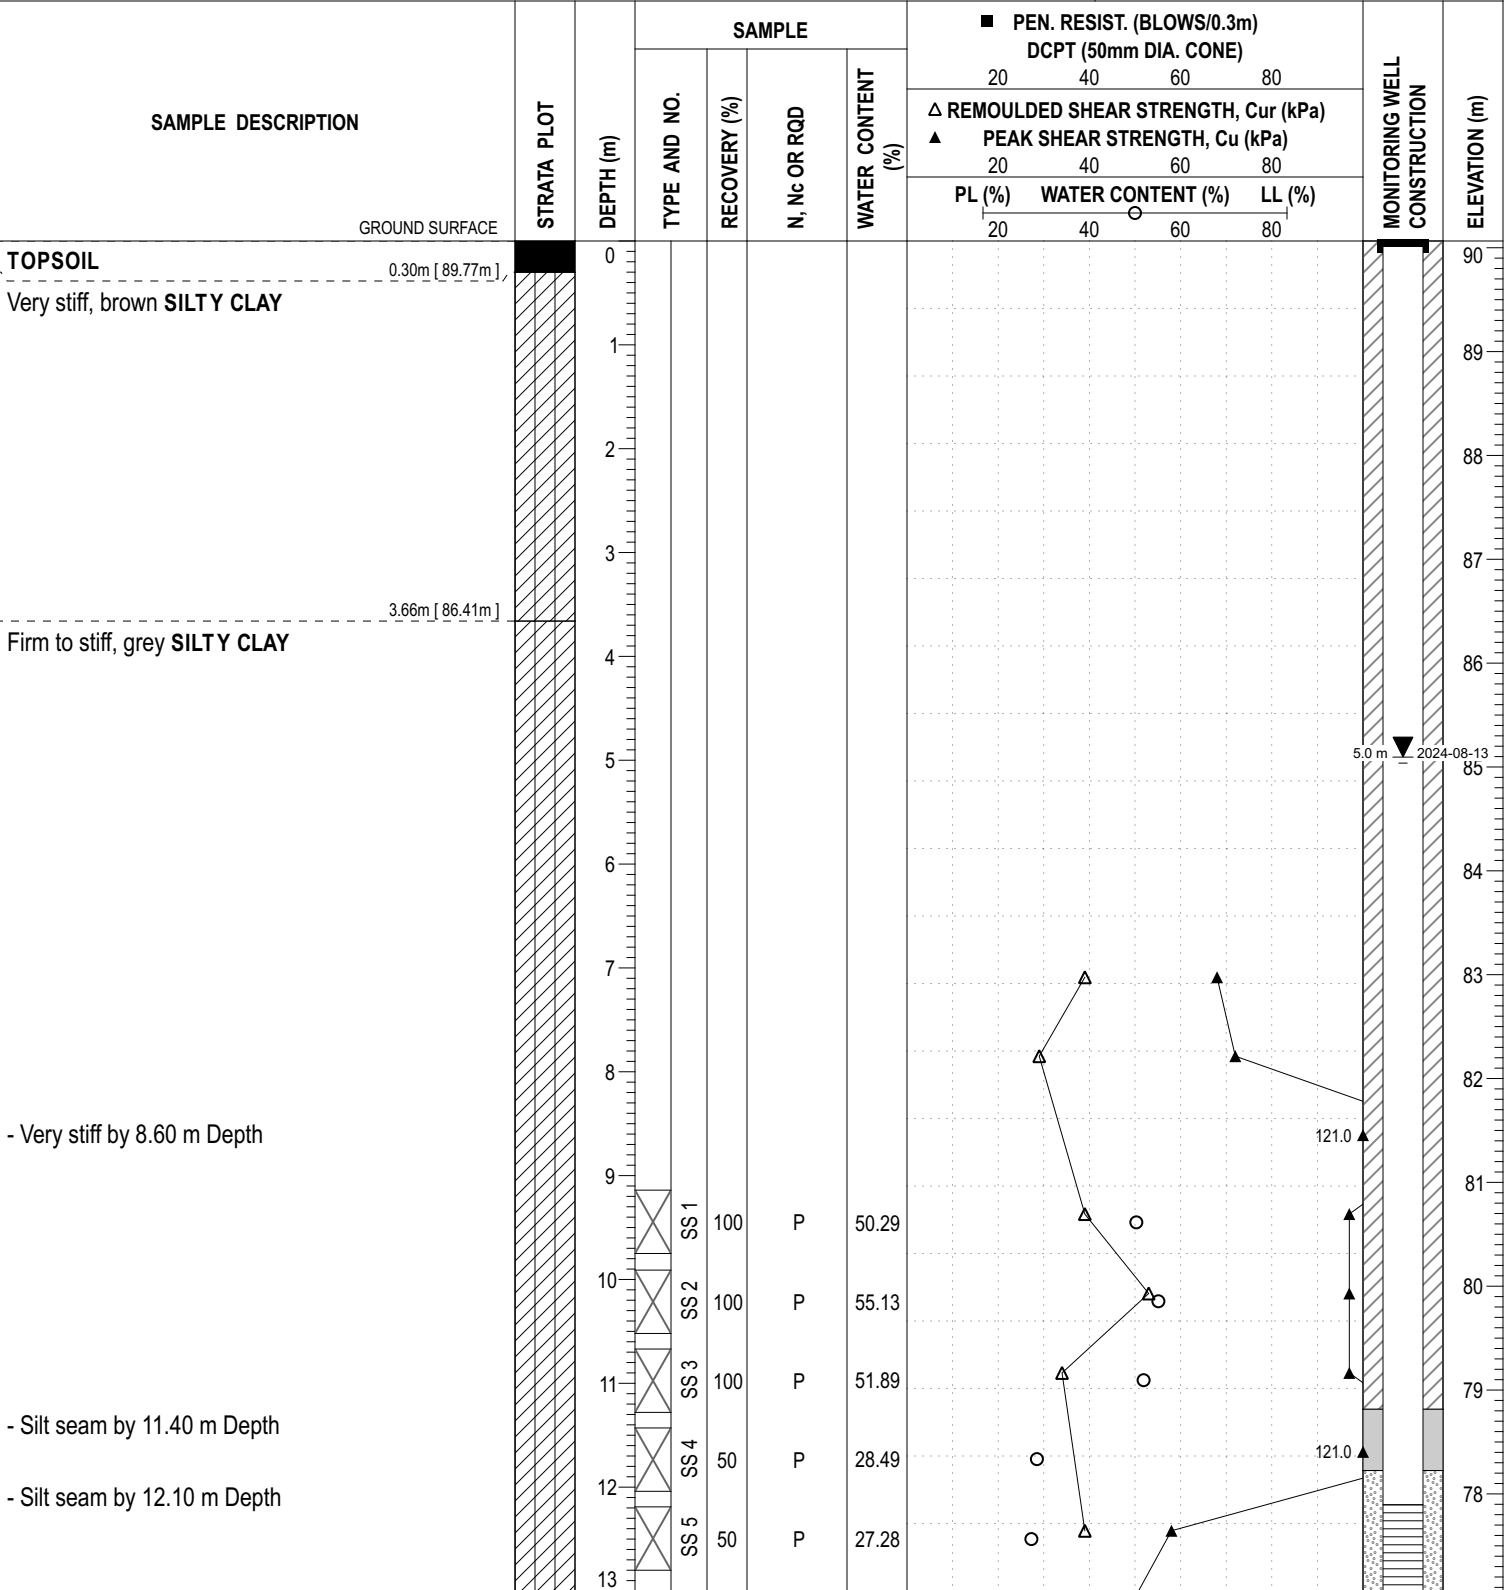 SAMPLE DESCRIPTION
GROUND SURFACE
STRATA PLOT
DEPTH (m)
SAMPLE
TYPE AND NO.
RECOVERY (%)
N, Nc OR RQD
WATER CONTENT
(%)
PEN. RESIST. (BLOWS/0.3m)
DCPT (50mm DIA. CONE)
20 40 60 80
REMOULDED SHEAR STRENGTH, Cur (kPa)
PEAK SHEAR STRENGTH, Cu (kPa)
20 40 60 80
PL (%) WATER CONTENT (%) LL (%)
20 40 60 80
MONITORING WELL
CONSTRUCTION
ELEVATION (m)
TOPSOIL
0.30m [ 89.77m ]
0
90
Very stiff, brown SILTY CLAY
1
89
2
88
3
87
3.66m [ 86.41m ]
Firm to stiff, grey SILTY CLAY
4
86
5.0 m 2024-08-13
5
85
6
84
7
83
8
82
- Very stiff by 8.60 m Depth
121.0
9
81
SS 1 100 P 50.29
10
80
SS 2 100 P 55.13
SS 3 100 P 51.89
11
79
- Silt seam by 11.40 m Depth
SS 4 50 P 28.49
121.0
12
78
- Silt seam by 12.10 m Depth
SS 5 50 P 27.28
13